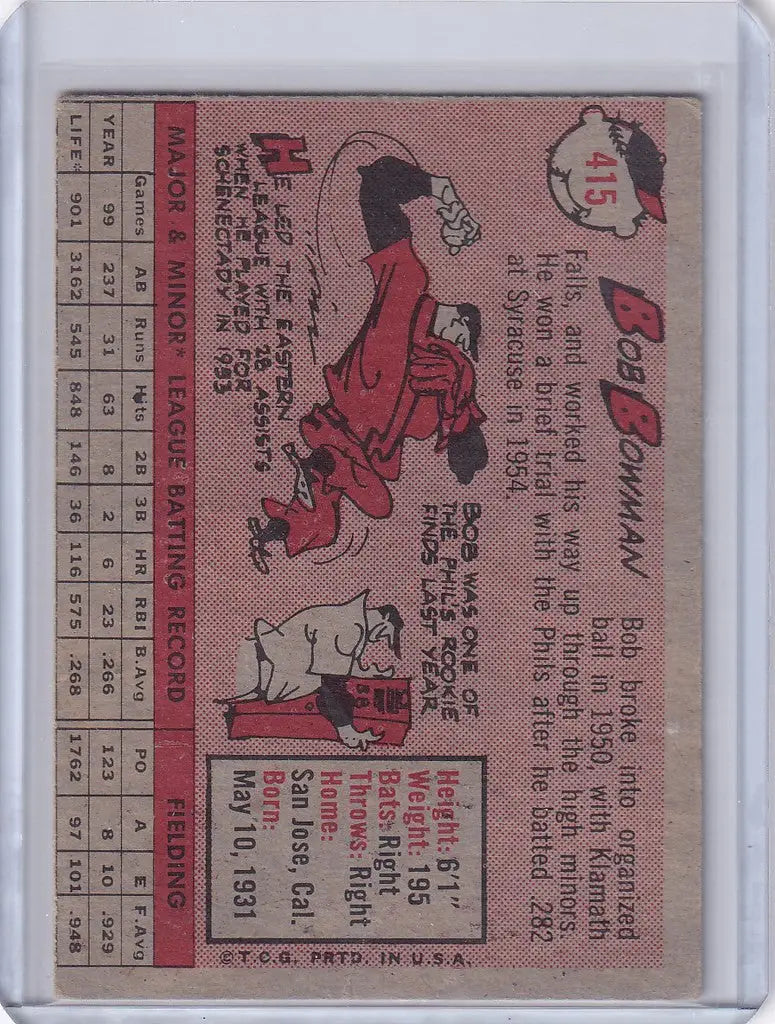 415
BOB BOWMAN
Bob broke into organized
ball in 1950 with Klamath
Falls, and worked his way up through the high minors.
He won a brief trial with the Phils after he batted .282
at Syracuse in 1954.
HE LED THE EASTERN
LEAGUE WITH 28 ASSISTS
WHEN HE PLAYED FOR
SCHENECTADY IN 1953
BOB WAS ONE OF
THE PHIL'S ROOKIE
FINDS LAST YEAR
Height: 6'1"
Weight: 195
Bats: Right
Throws: Right
Home:
San Jose, Cal.
Born:
May 10, 1931
© T.C.G. PRTD. IN U.S.A.
MAJOR & MINOR* LEAGUE BATTING RECORD FIELDING
Games AB Runs Hits 2B 3B HR RBI B.Avg PO A E F.Avg
YEAR 99 237 31 63 8 2 6 23 .266 123 8 10 .929
LIFE* 901 3162 545 848 146 36 116 575 .268 1762 97 101 .948